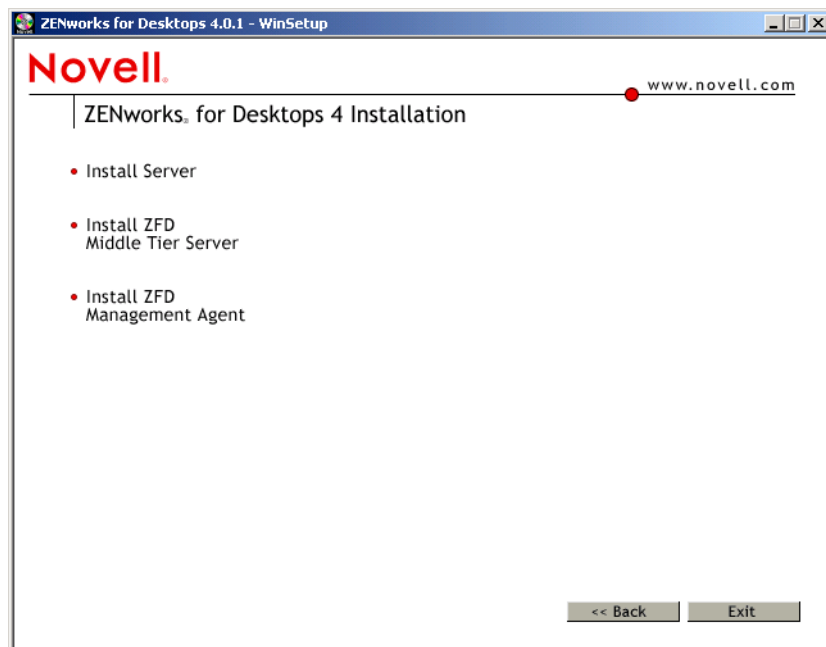 ZENworks for Desktops 4.0.1 - WinSetup
Novell.
www.novell.com
ZENworks® for Desktops 4 Installation
Install Server
Install ZFD
Middle Tier Server
Install ZFD
Management Agent
<< Back
Exit